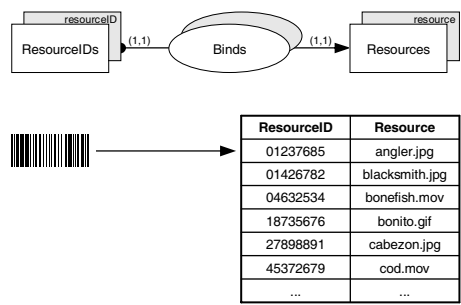 resourceID
resource
ResourceIDs
(1,1)
Binds
(1,1)
Resources
ResourceID Resource
01237685 angler.jpg
01426782 blacksmith.jpg
04632534 bonefish.mov
18735676 bonito.gif
27898891 cabezon.jpg
45372679 cod.mov
... ...